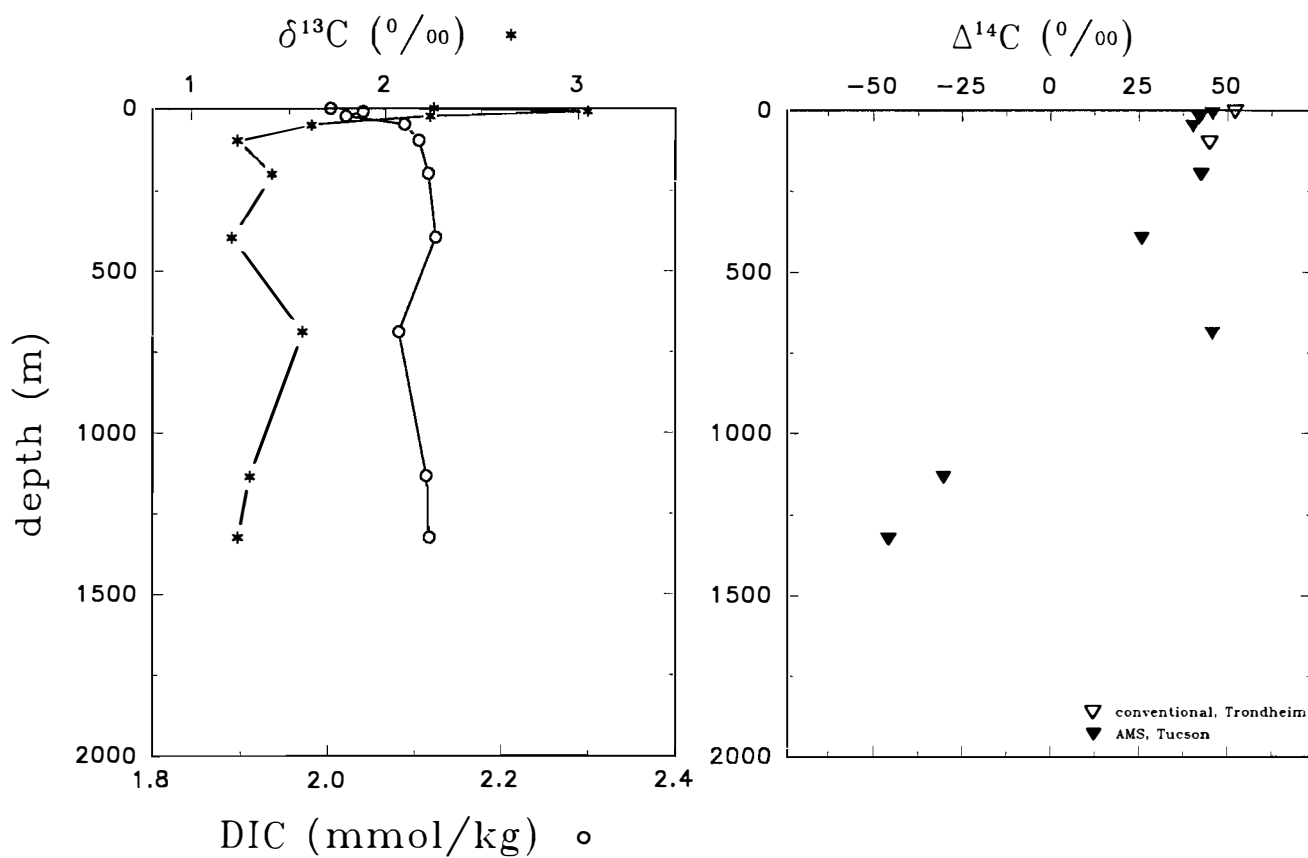 δ¹³C (⁰/₀₀) *
1 2 3
0
500
1000
1500
2000
depth (m)
1.8 2.0 2.2 2.4
DIC (mmol/kg) o
Δ¹⁴C (⁰/₀₀)
−50 −25 0 25 50
0
500
1000
1500
2000
▽ conventional, Trondheim
▼ AMS, Tucson